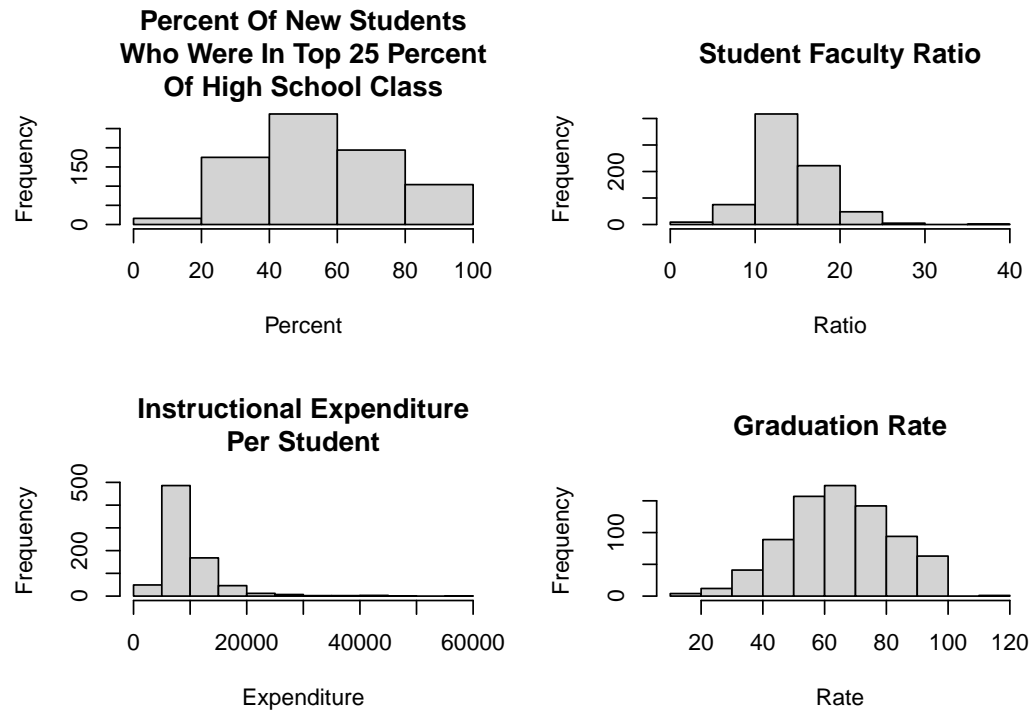 Percent Of New Students
Who Were In Top 25 Percent
Of High School Class
Frequency
0 150
0 20 40 60 80 100
Percent
Student Faculty Ratio
Frequency
0 200
0 10 20 30 40
Ratio
Instructional Expenditure
Per Student
Frequency
0 200 500
0 20000 40000 60000
Expenditure
Graduation Rate
Frequency
0 100
20 40 60 80 100 120
Rate